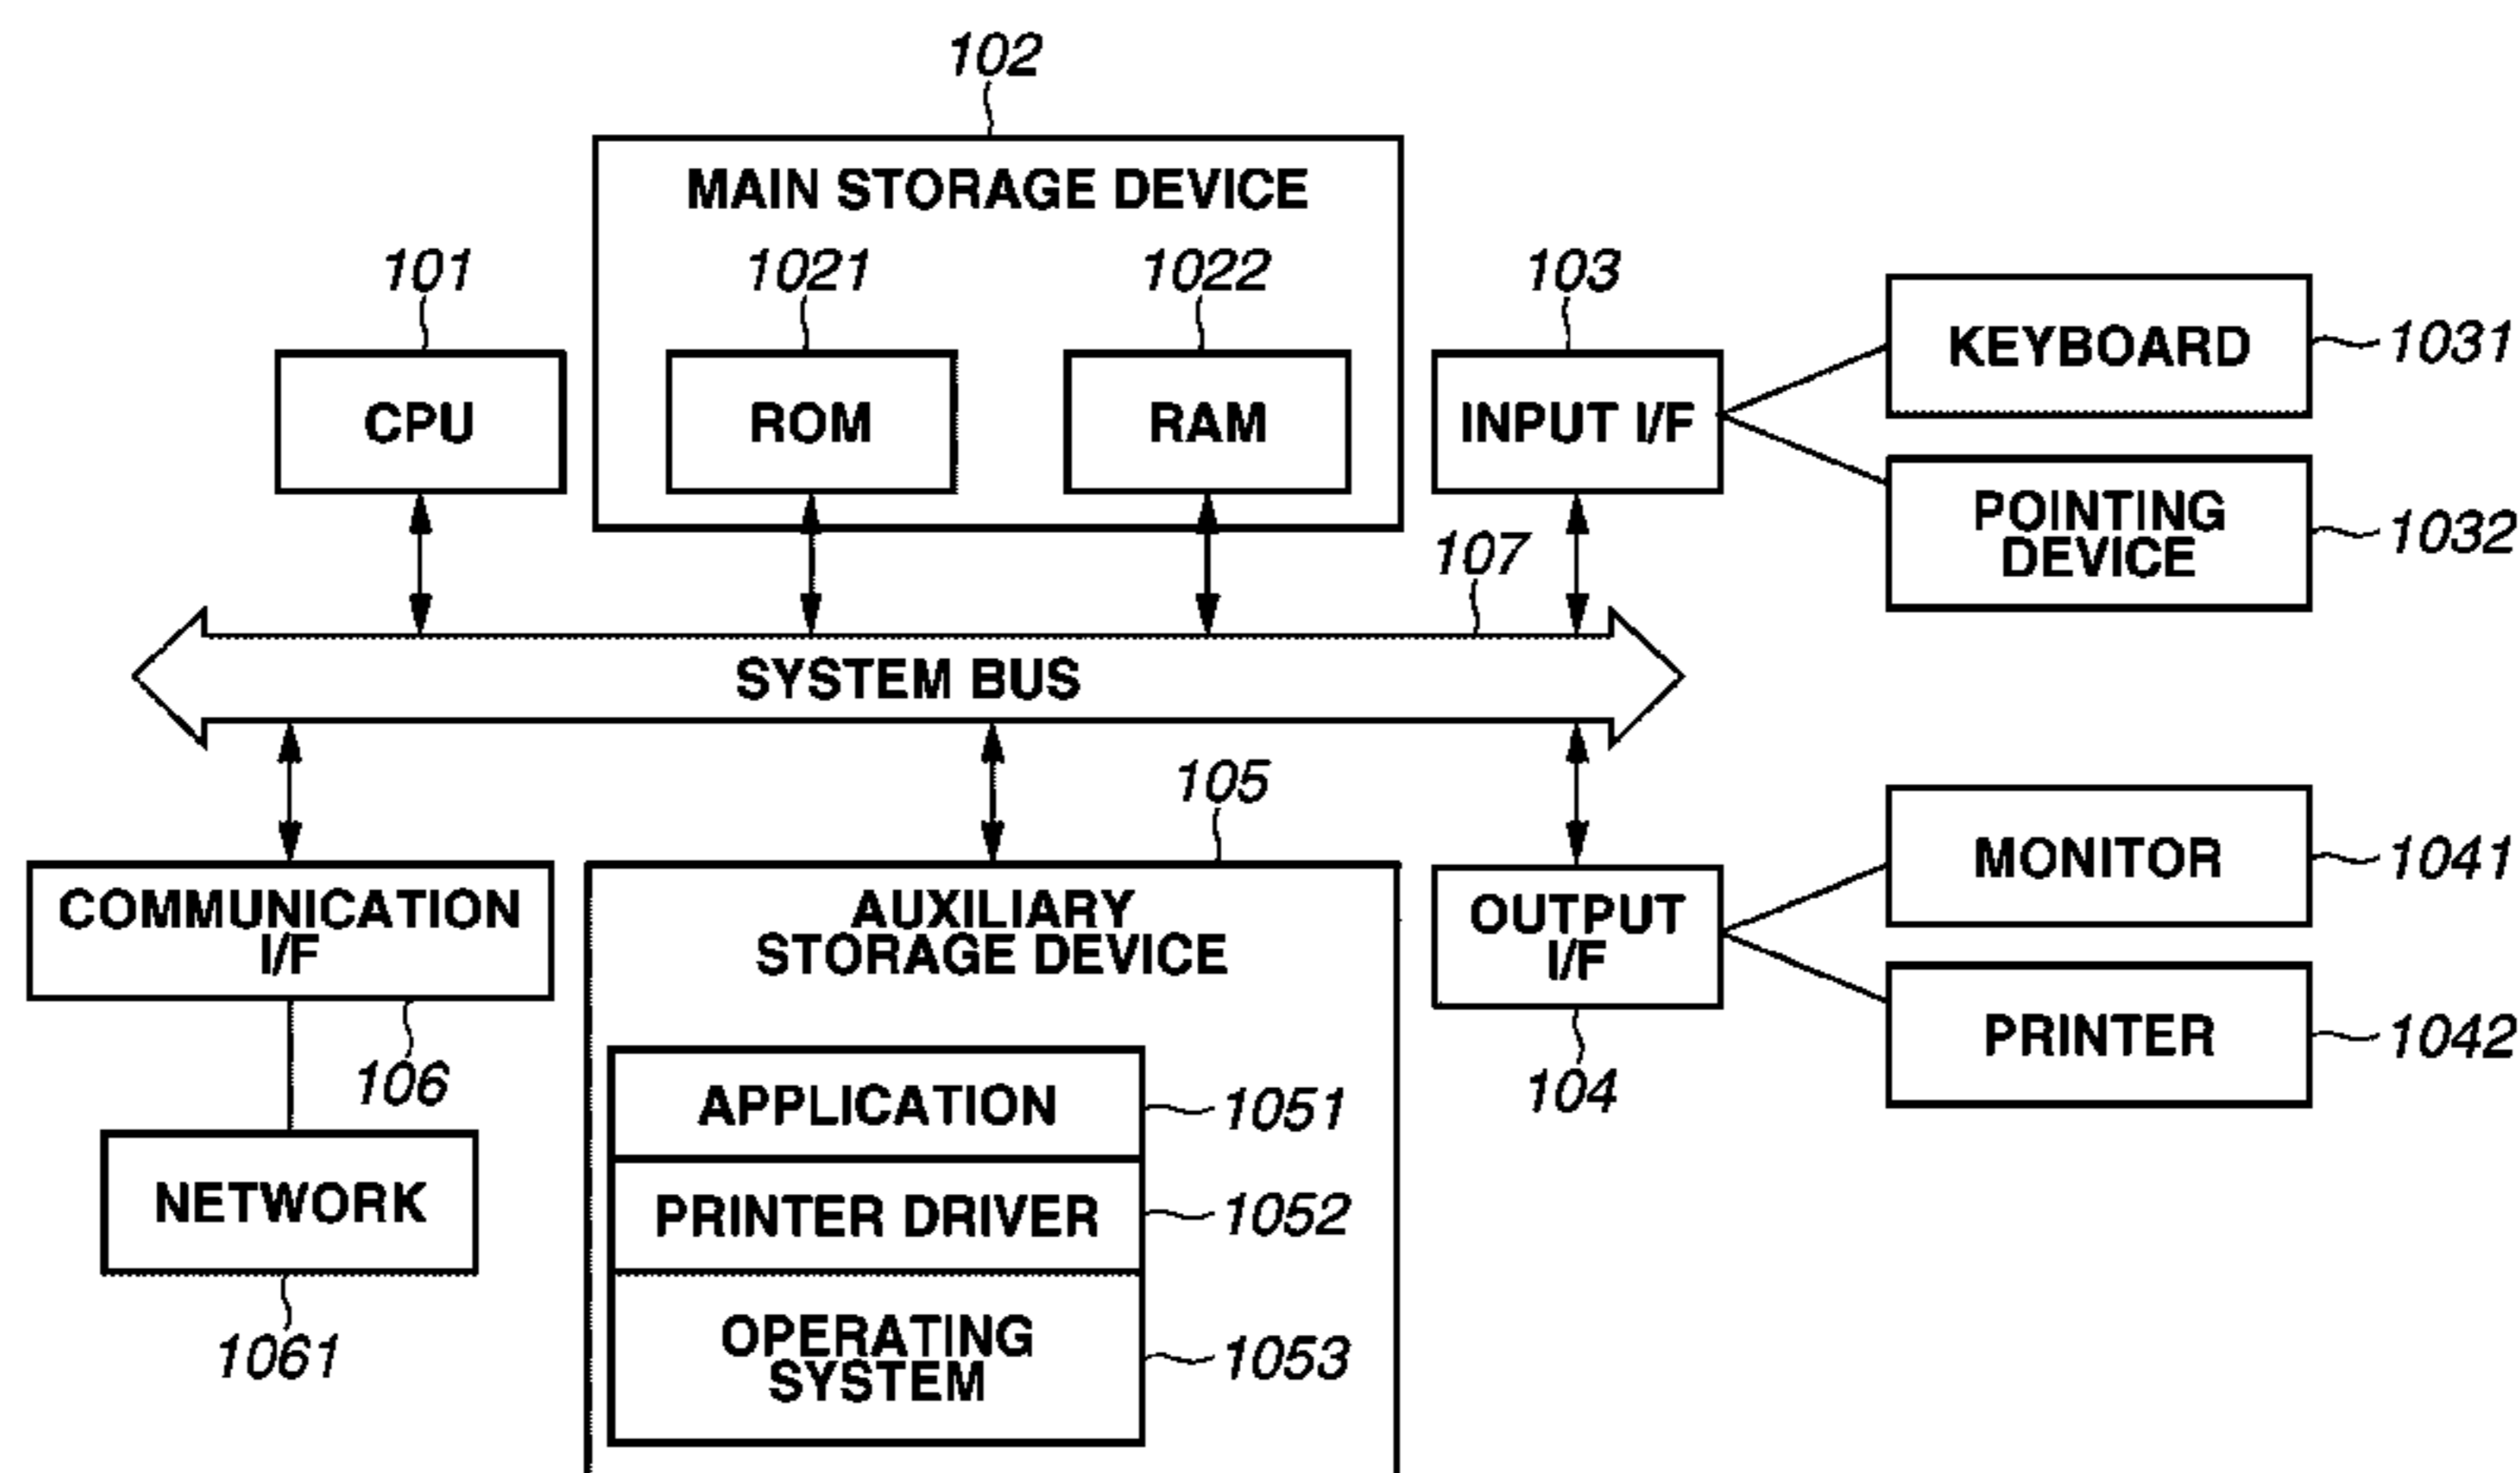 102
MAIN STORAGE DEVICE
101
1021
1022
103
CPU
ROM
RAM
INPUT I/F
KEYBOARD
1031
POINTING
DEVICE
1032
107
SYSTEM BUS
105
COMMUNICATION
I/F
106
AUXILIARY
STORAGE DEVICE
OUTPUT
I/F
104
MONITOR
1041
PRINTER
1042
NETWORK
1061
APPLICATION
1051
PRINTER DRIVER
1052
OPERATING
SYSTEM
1053